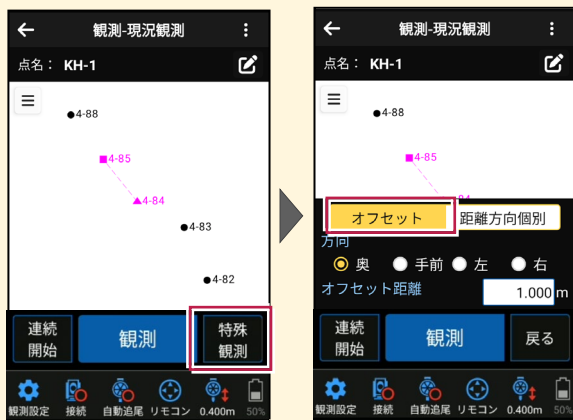 観測-現況観測
点名： KH-1
4-88
4-85
4-84
4-83
4-82
連続
開始
観測
特殊
観測
観測設定 接続 自動追尾 リモコン 0.400m 50%
観測-現況観測
点名： KH-1
4-88
4-85
オフセット 距離方向個別
方向
奥 手前 左 右
オフセット距離 1.000 m
連続
開始
観測
戻る
観測設定 接続 自動追尾 リモコン 0.400m 50%